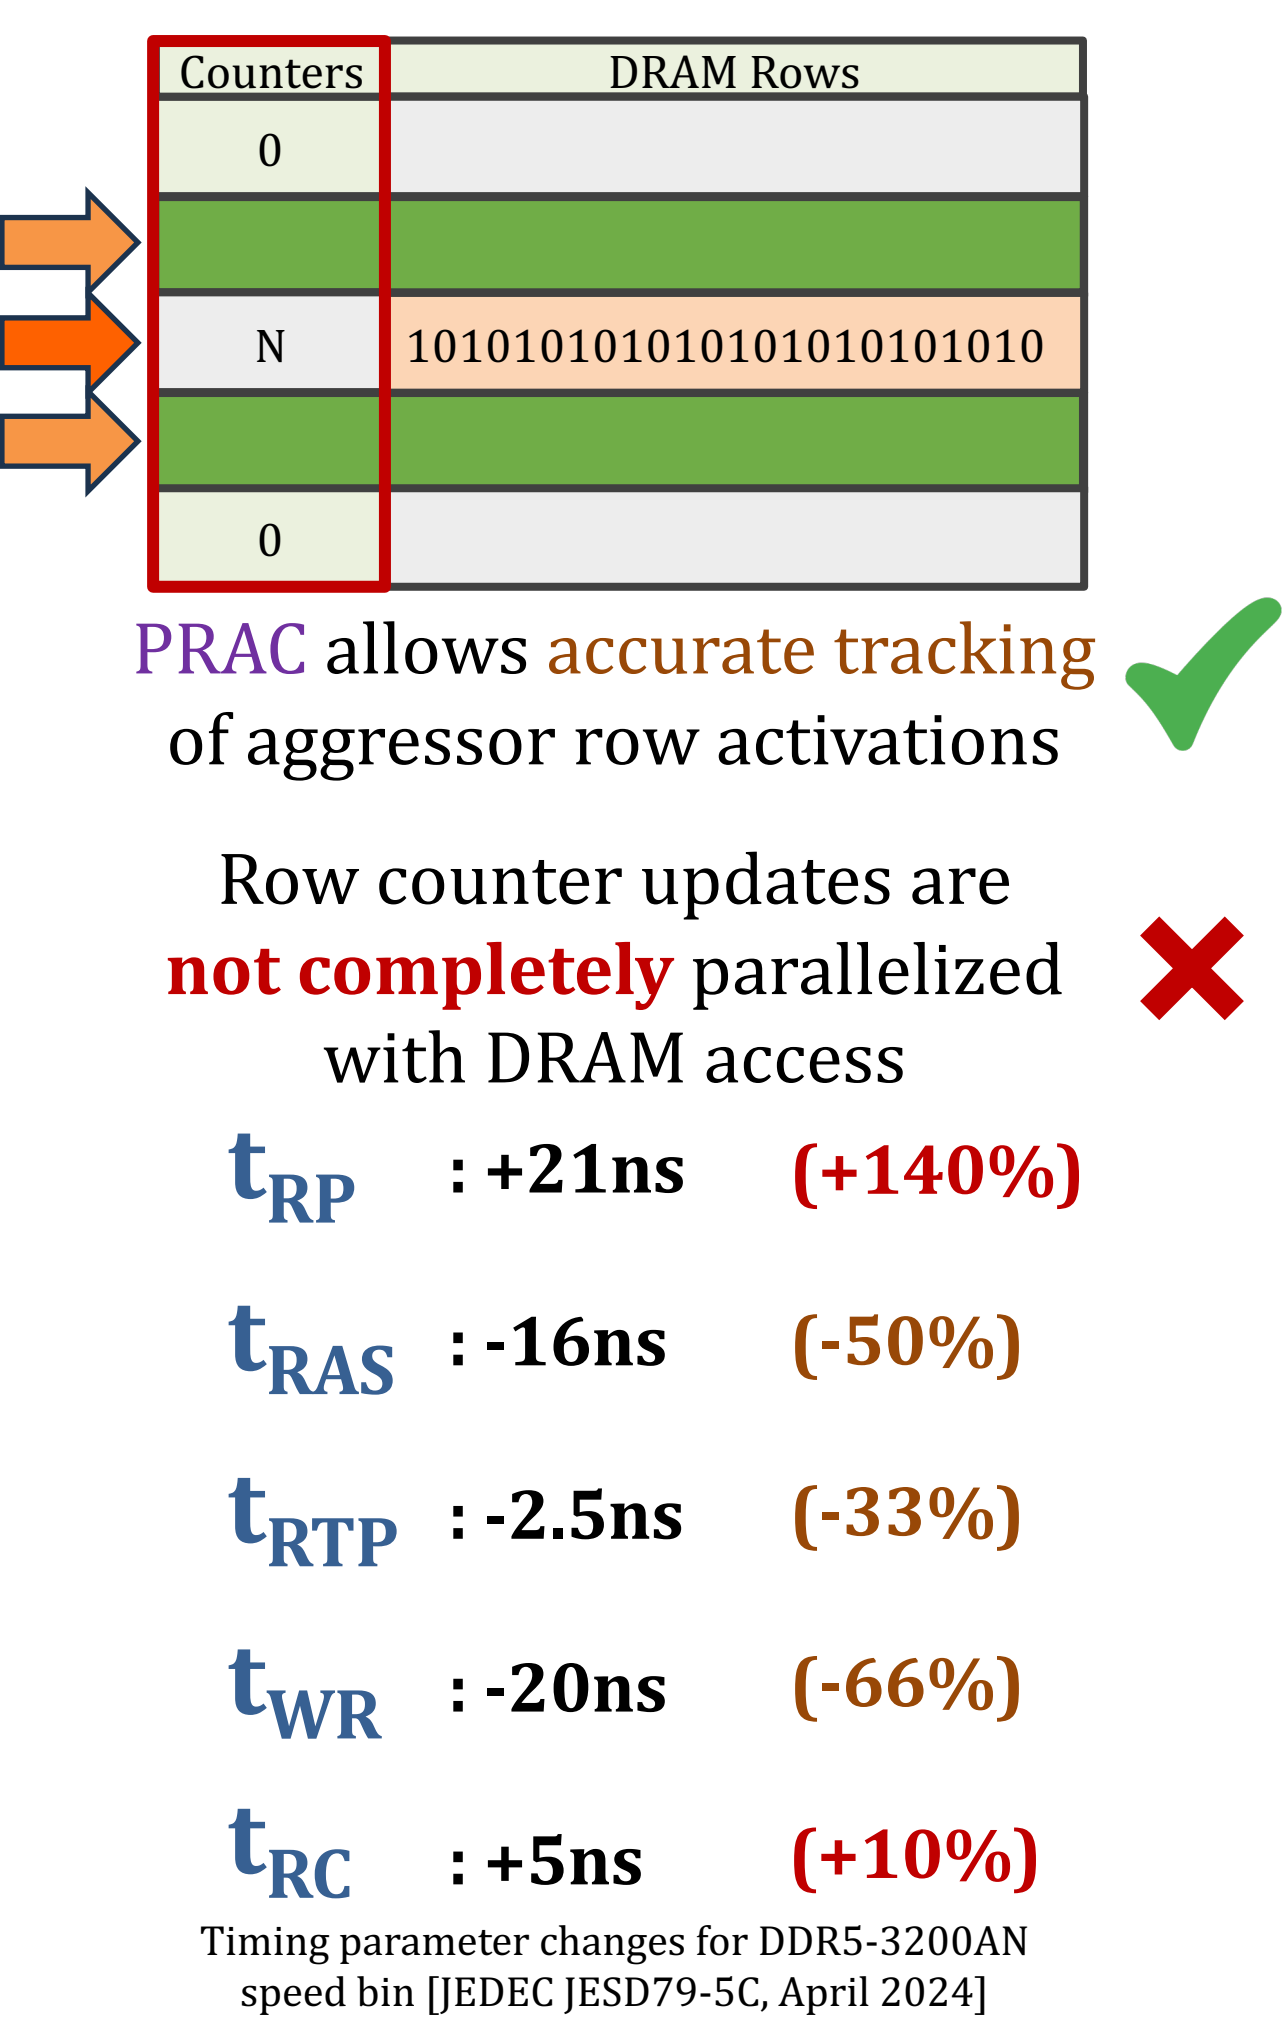 Counters DRAM Rows
0
N 1010101010101010101010101010
0
PRAC allows accurate tracking
of aggressor row activations
Row counter updates are
not completely parallelized
with DRAM access
tRP : +21ns (+140%)
tRAS : -16ns (-50%)
tRTP : -2.5ns (-33%)
tWR : -20ns (-66%)
tRC : +5ns (+10%)
Timing parameter changes for DDR5-3200AN
speed bin [JEDEC JESD79-5C, April 2024]